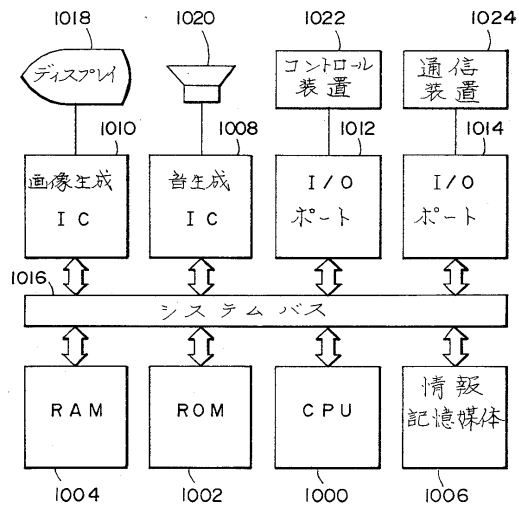 1018
1020
1022
1024
ディスプレイ
コントロール
装置
通信
装置
1010
1008
1012
1014
画像生成
IC
音生成
IC
I/O
ポート
I/O
ポート
1016
システムバス
RAM
ROM
CPU
情報
記憶媒体
1004
1002
1000
1006